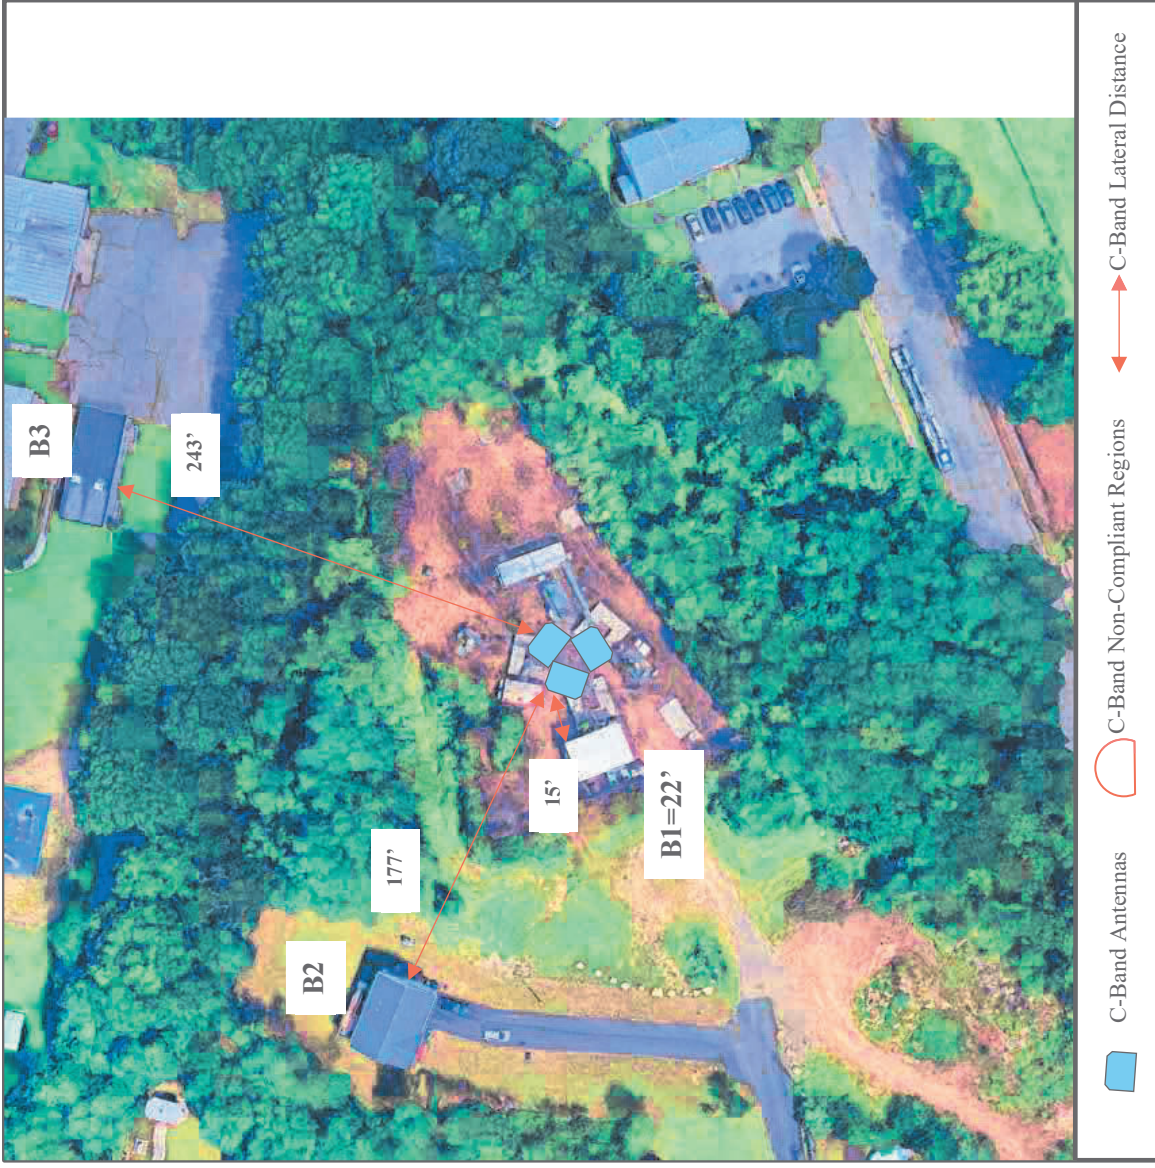 B3
243’
177’
B2
15’
B1=22’
C-Band Antennas
C-Band Non-Compliant Regions
C-Band Lateral Distance